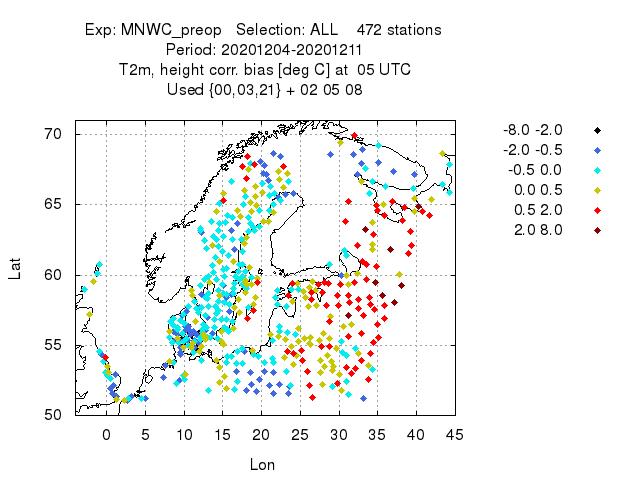 Exp: MNWC_preop   Selection: ALL    472 stations
Period: 20201204-20201211
T2m, height corr. bias [deg C] at  05 UTC
Used {00,03,21} + 02 05 08
70
65
60
55
50
Lat
0 5 10 15 20 25 30 35 40 45
Lon
-8.0 -2.0
-2.0 -0.5
-0.5 0.0
0.0 0.5
0.5 2.0
2.0 8.0